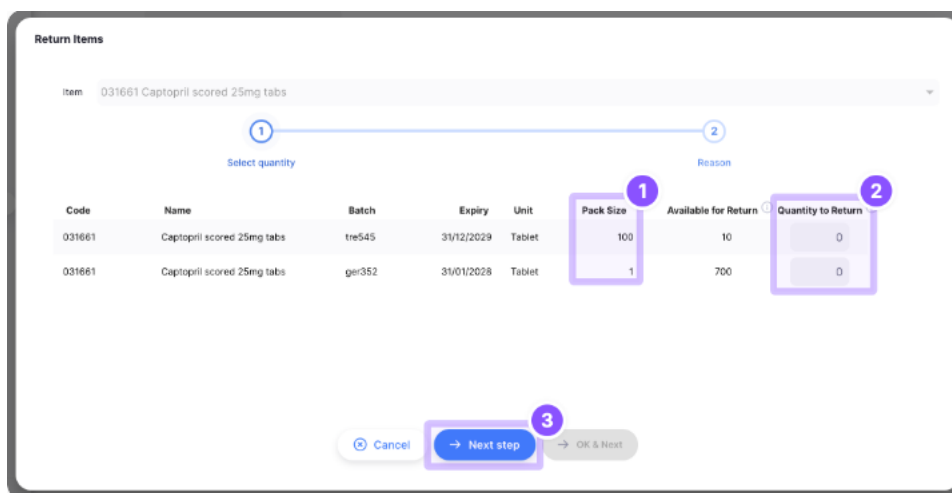 Return Items
Item 031661 Captopril scored 25mg tabs
1 2
Select quantity Reason
1 2
Code Name Batch Expiry Unit Pack Size Available for Return Quantity to Return
031661 Captopril scored 25mg tabs tre545 31/12/2029 Tablet 100 10 0
031661 Captopril scored 25mg tabs ger352 31/01/2028 Tablet 1 700 0
3
Cancel Next step OK & Next